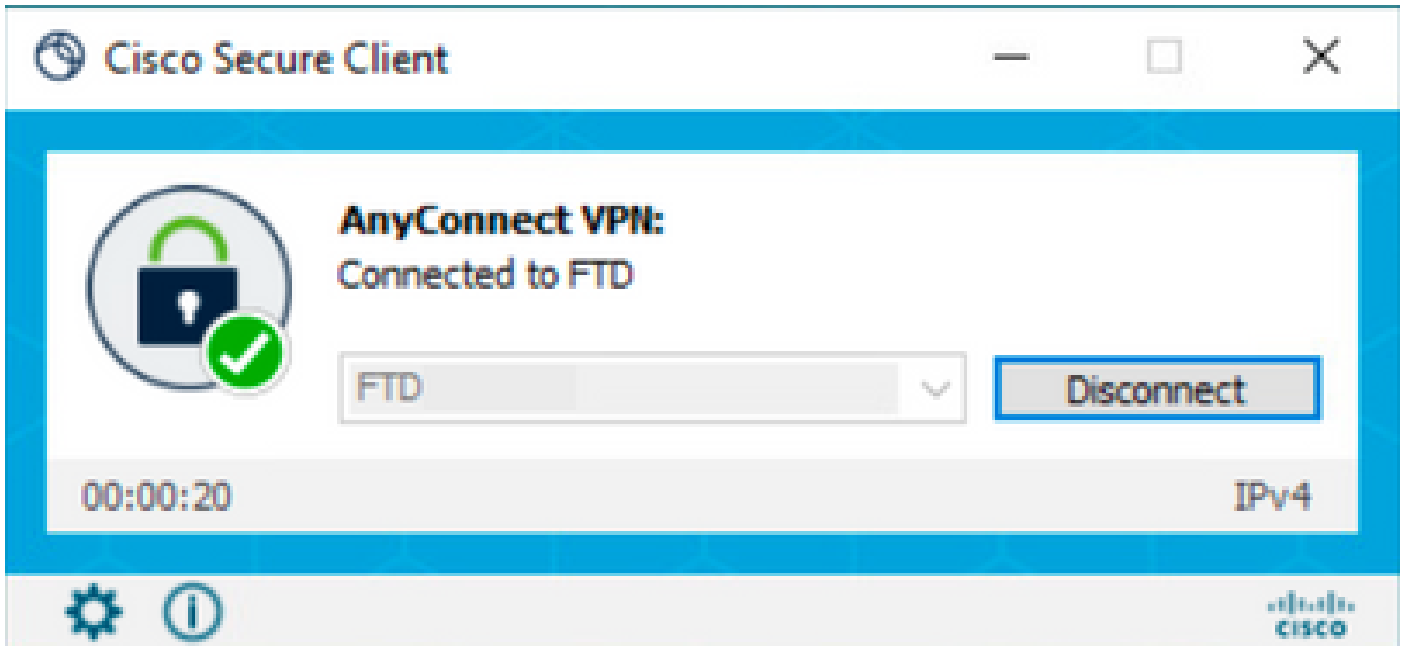 Cisco Secure Client
AnyConnect VPN:
Connected to FTD
FTD
Disconnect
00:00:20
IPv4
CISCO